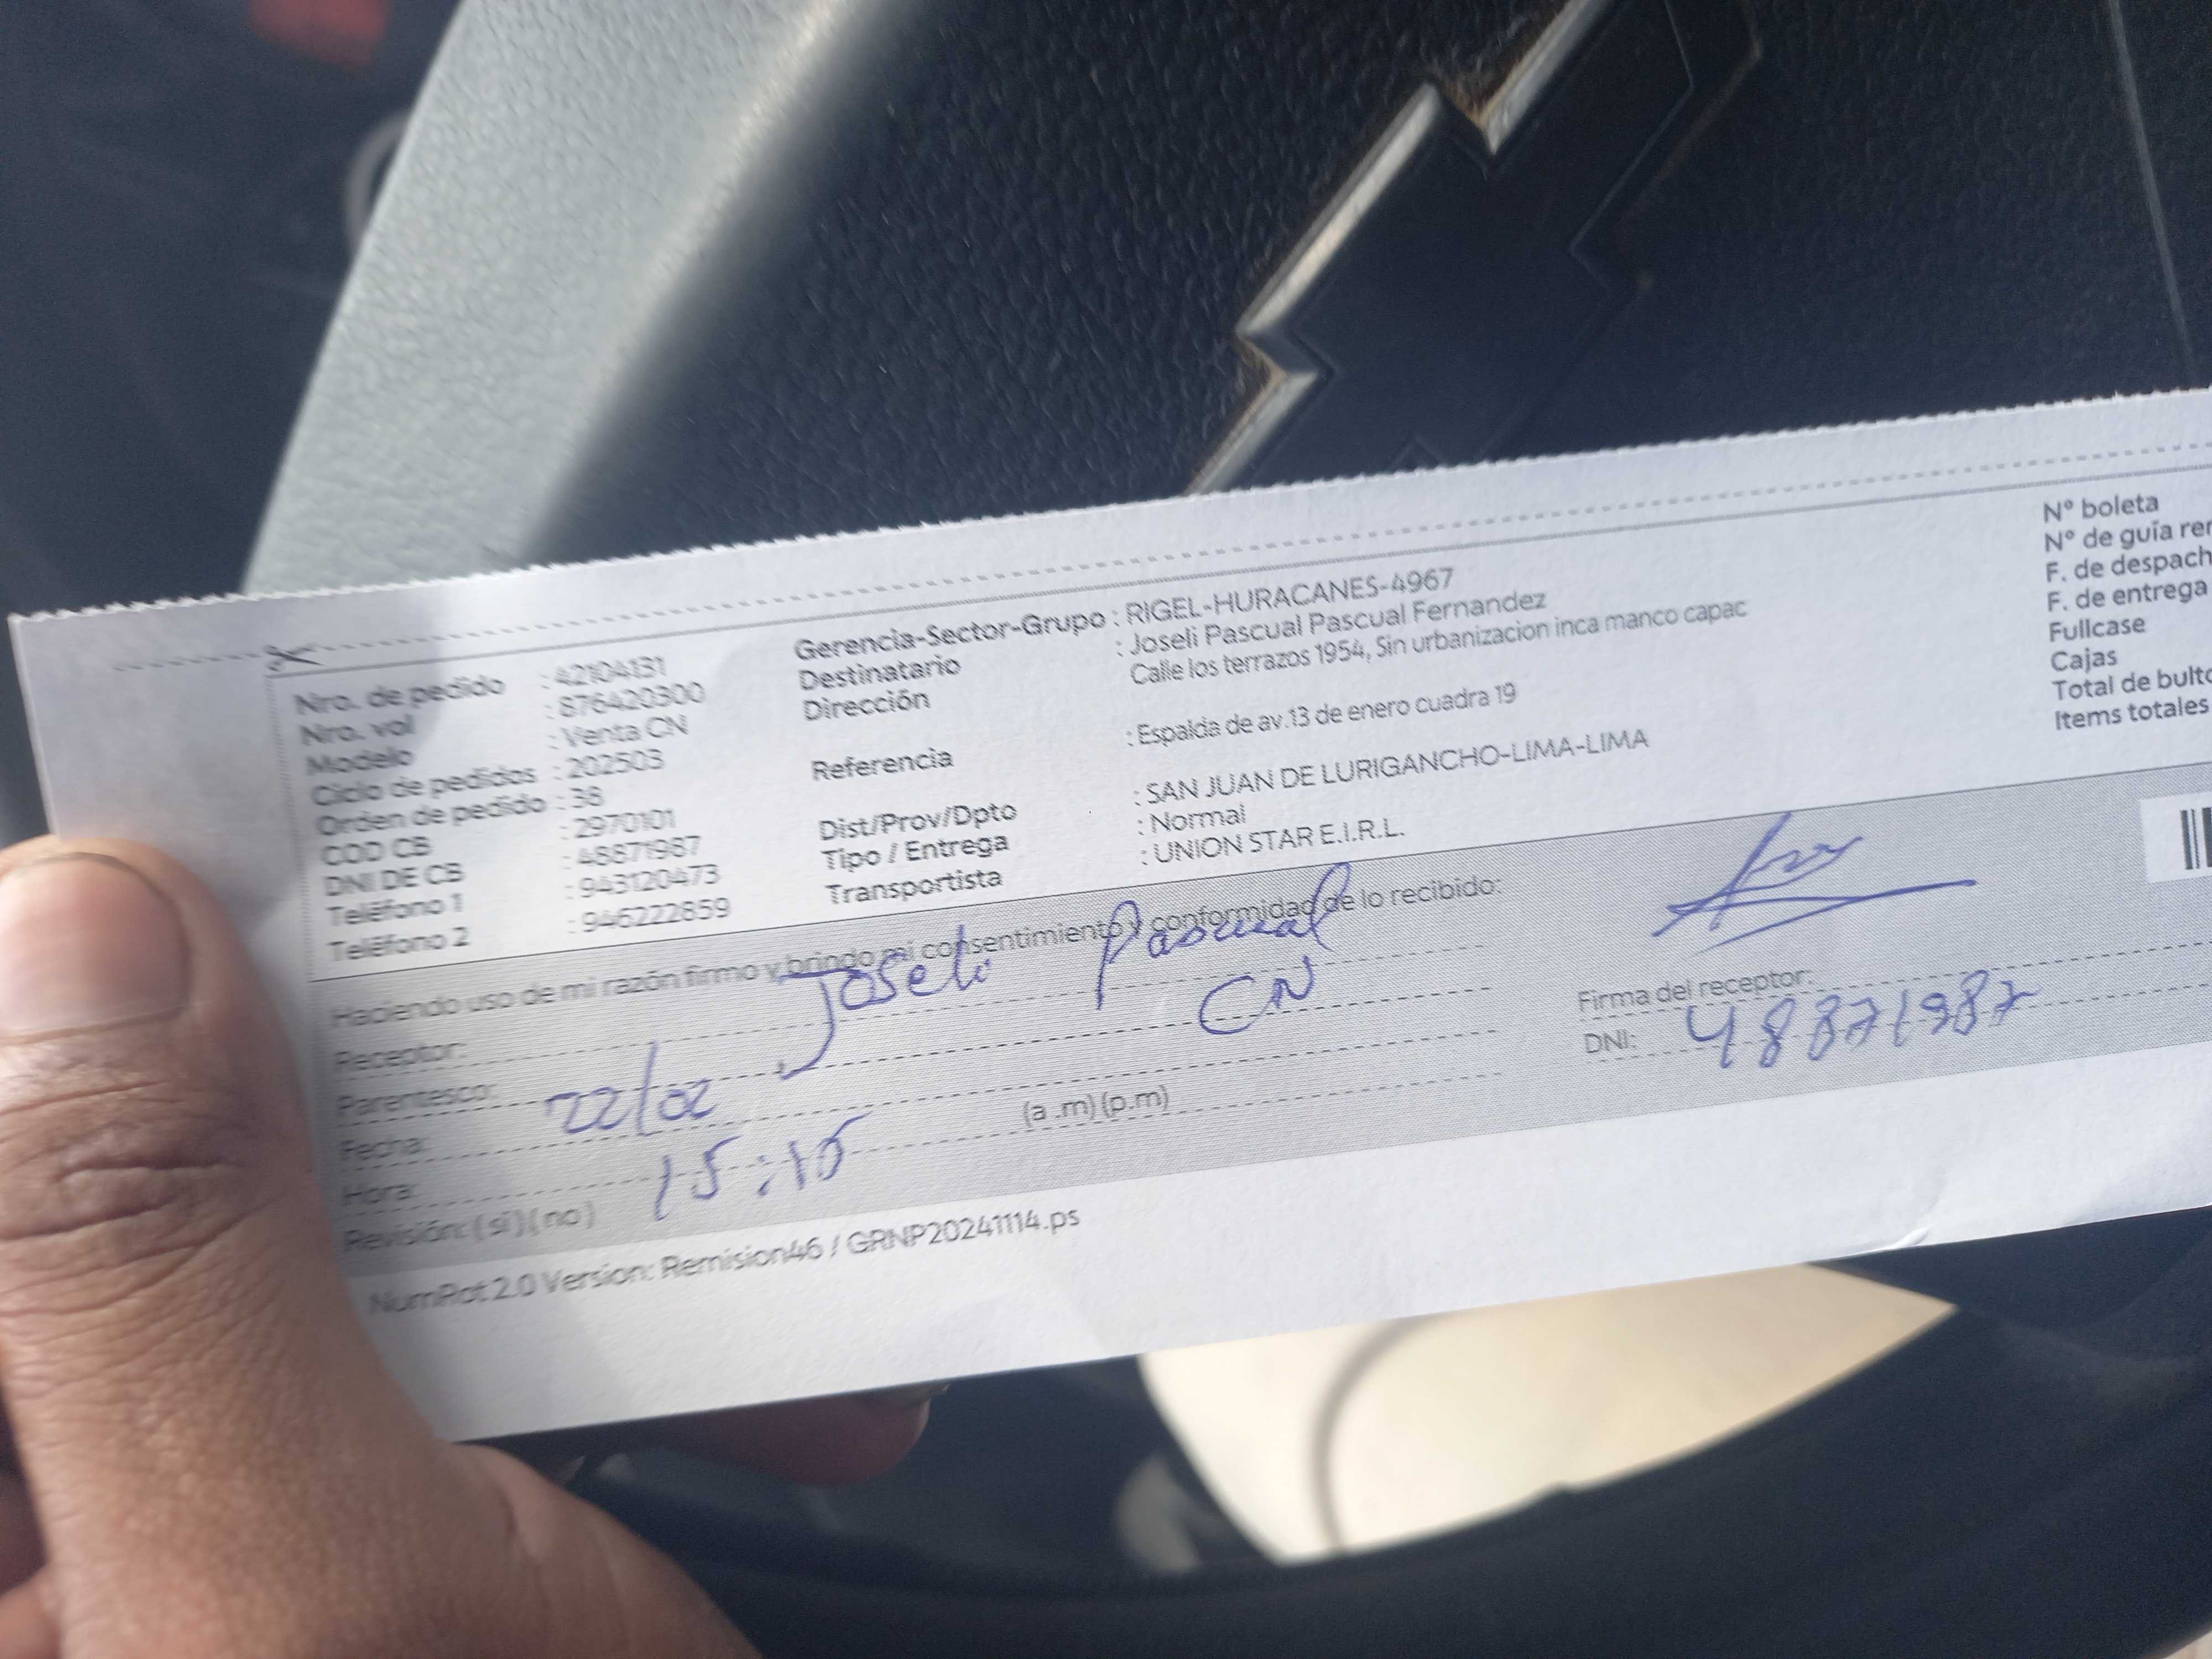 Nro. de pedido : 42104131
Nro. vol : 876420300
Modelo : Venta CN
Ciclo de pedidos : 202503
Orden de pedido : 38
COD CB : 2970101
DNI DE CB : 48871987
Teléfono 1 : 943120473
Teléfono 2 : 946222859
Gerencia-Sector-Grupo : RIGEL-HURACANES-4967
Destinatario : Joseli Pascual Pascual Fernandez
Dirección Calle los terrazos 1954, Sin urbanizacion inca manco capac
Referencia : Espalda de av.13 de enero cuadra 19
Dist/Prov/Dpto : SAN JUAN DE LURIGANCHO-LIMA-LIMA
Tipo / Entrega : Normal
Transportista : UNION STAR E.I.R.L.
N° boleta
N° de guía rer
F. de despach
F. de entrega
Fullcase
Cajas
Total de bulto
Items totales
Haciendo uso de mi razón firmo y brindo mi consentimiento y conformidad de lo recibido:
Receptor: Joseli Pascual
Parentesco: CN
Fecha: 22/02
Hora: 15:15 (a .m) (p.m)
Revisión: ( si ) ( no )
Firma del receptor:
DNI: 48871987
NumRot 2.0 Version: Remision46 / GRNP20241114.ps